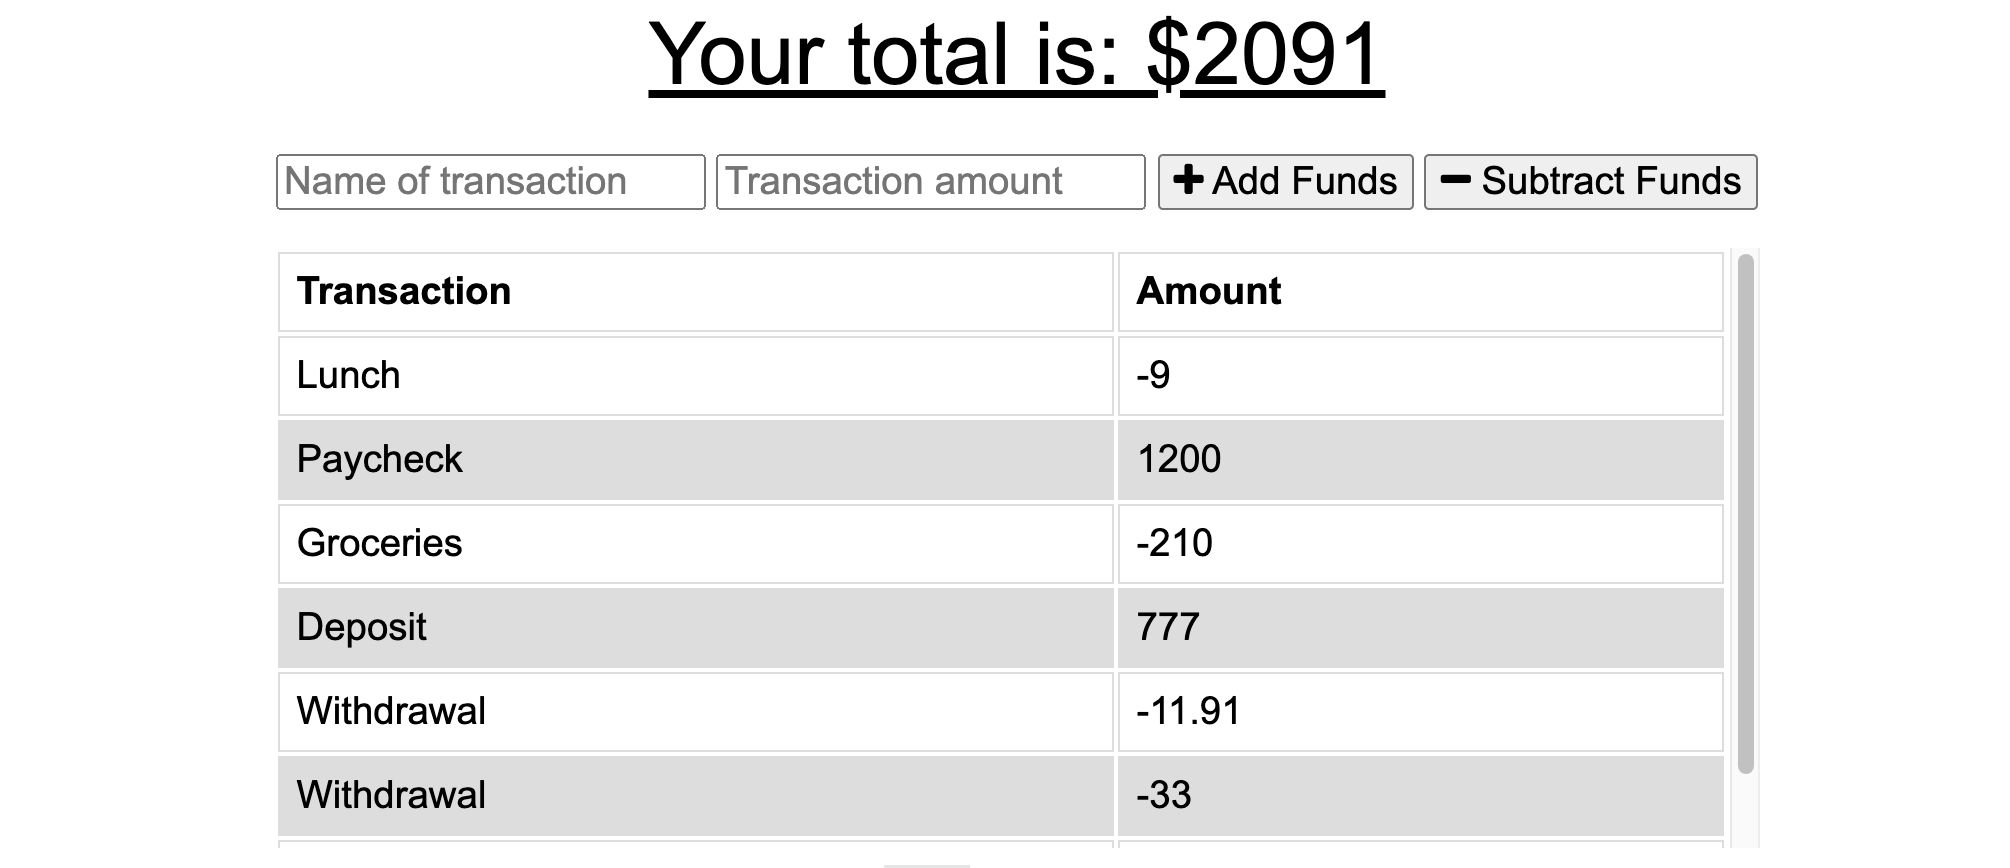 Your total is: $2091
Name of transaction Transaction amount Add Funds Subtract Funds
Transaction Amount
Lunch -9
Paycheck 1200
Groceries -210
Deposit 777
Withdrawal -11.91
Withdrawal -33